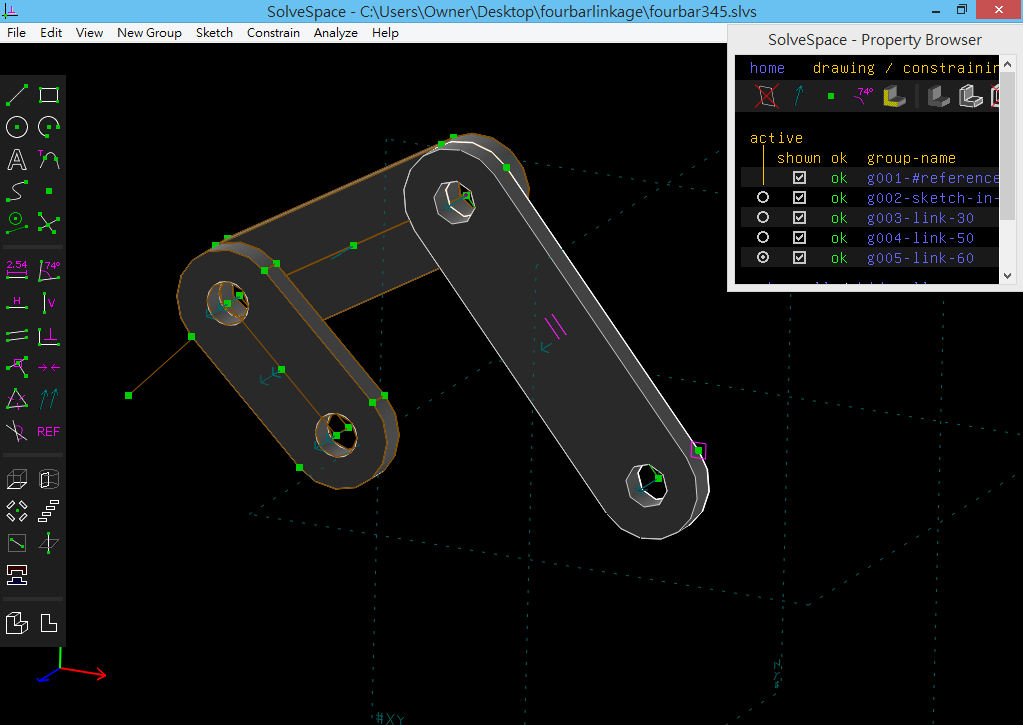 SolveSpace - C:\Users\Owner\Desktop\fourbarlinkage\fourbar345.slvs
File Edit View New Group Sketch Constrain Analyze Help
SolveSpace - Property Browser
home drawing / constrainin
74°
active
shown ok group-name
ok g001-#reference
ok g002-sketch-in-
ok g003-link-30
ok g004-link-50
ok g005-link-60
A T
2.54 74°
H V
REF
#XY